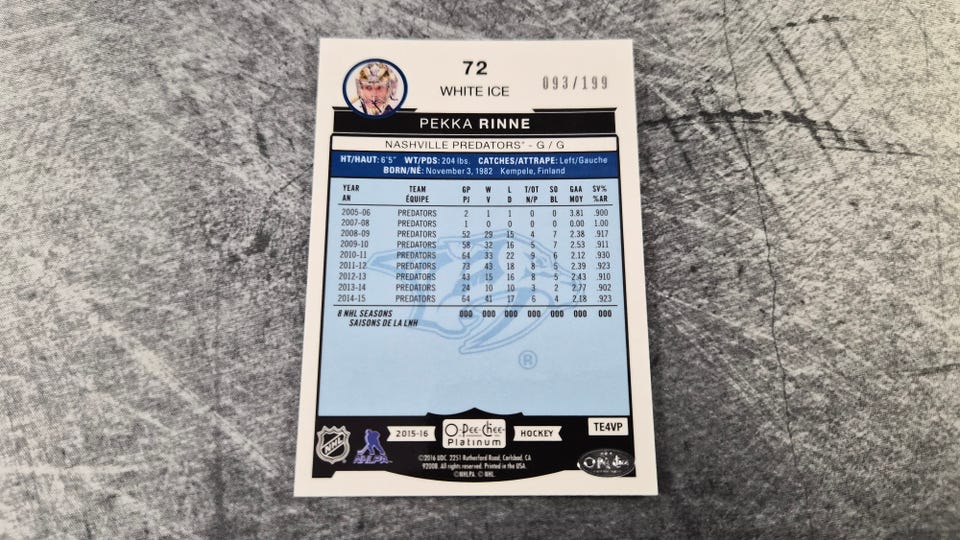 72
WHITE ICE
093/199
PEKKA RINNE
NASHVILLE PREDATORS® - G / G
HT/HAUT: 6'5" WT/PDS: 204 lbs. CATCHES/ATTRAPE: Left/Gauche
BORN/NÉ: November 3, 1982 Kempele, Finland
YEAR TEAM GP W L T/OT SO GAA SV%
AN ÉQUIPE PJ V D N/P BL MOY %AR
2005-06 PREDATORS 2 1 1 0 0 3.81 .900
2007-08 PREDATORS 1 0 0 0 0 0.00 1.00
2008-09 PREDATORS 52 29 15 4 7 2.38 .917
2009-10 PREDATORS 58 32 16 5 7 2.53 .911
2010-11 PREDATORS 64 33 22 9 6 2.12 .930
2011-12 PREDATORS 73 43 18 8 5 2.39 .923
2012-13 PREDATORS 43 15 16 8 5 2.43 .910
2013-14 PREDATORS 24 10 10 3 2 2.77 .902
2014-15 PREDATORS 64 41 17 6 4 2.18 .923
8 NHL SEASONS 000 000 000 000 000 000 000
SAISONS DE LA LNH
®
TE4VP
NHL
NHLPA
2015-16 O-Pee-Chee Platinum HOCKEY
©2016 UDC. 2251 Rutherford Road, Carlsbad, CA
92008. All rights reserved. Printed in the USA.
©NHLPA. © NHL